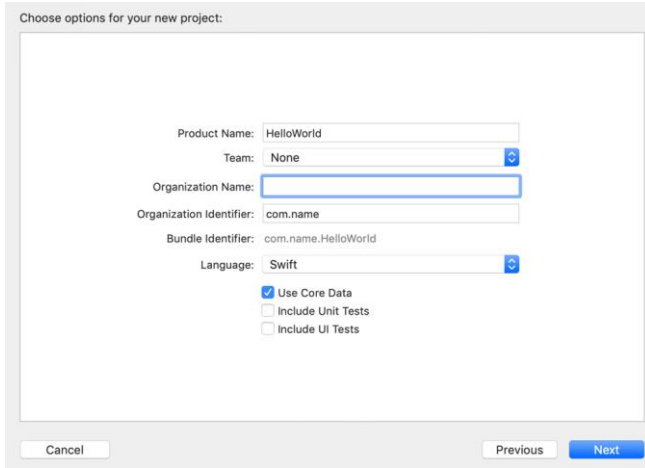 Choose options for your new project:
Product Name: HelloWorld
Team: None
Organization Name:
Organization Identifier: com.name
Bundle Identifier: com.name.HelloWorld
Language: Swift
Use Core Data
Include Unit Tests
Include UI Tests
Cancel Previous Next